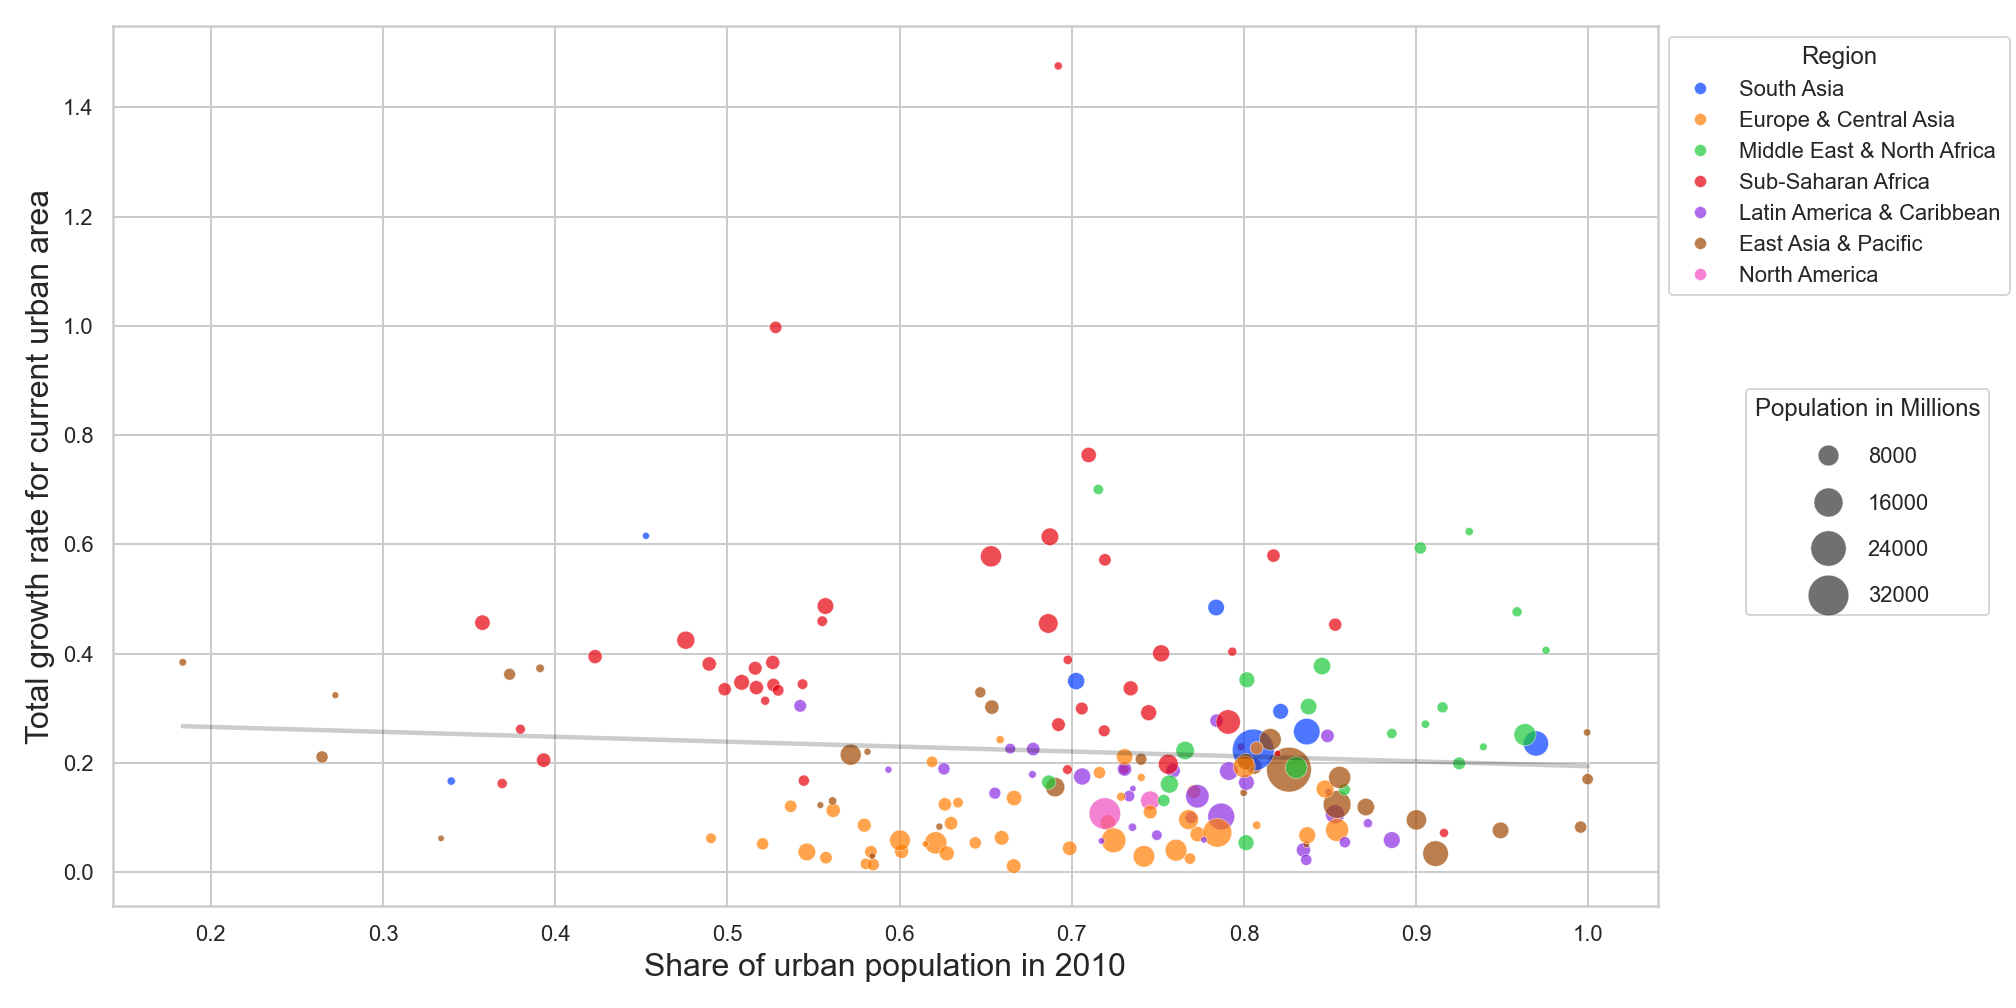 Total growth rate for current urban area
1.4
1.2
1.0
0.8
0.6
0.4
0.2
0.0
0.2 0.3 0.4 0.5 0.6 0.7 0.8 0.9 1.0
Share of urban population in 2010
Region
South Asia
Europe & Central Asia
Middle East & North Africa
Sub-Saharan Africa
Latin America & Caribbean
East Asia & Pacific
North America
Population in Millions
8000
16000
24000
32000